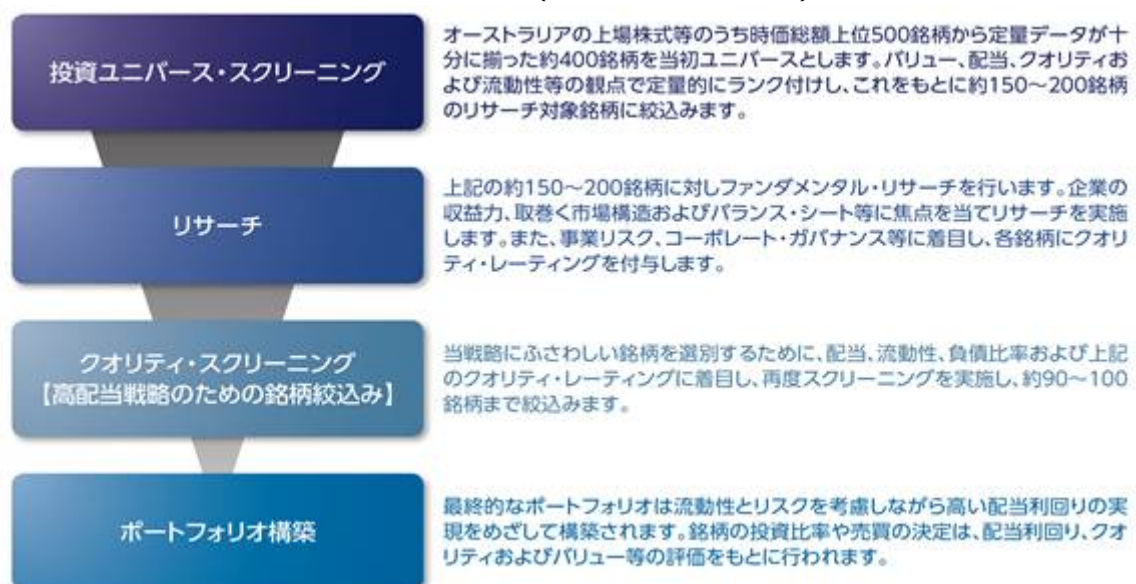 投資ユニバース・スクリーニング
オーストラリアの上場株式等のうち時価総額上位500銘柄から定量データが十
分に揃った約400銘柄を当初ユニバースとします。バリュー、配当、クオリティお
よび流動性等の観点で定量的にランク付けし、これをもとに約150～200銘柄
のリサーチ対象銘柄に絞込みます。
リサーチ
上記の約150～200銘柄に対しファンダメンタル・リサーチを行います。企業の
収益力、取巻く市場構造およびバランス・シート等に焦点を当てリサーチを実施
します。また、事業リスク、コーポレート・ガバナンス等に着目し、各銘柄にクオリ
ティ・レーティングを付与します。
クオリティ・スクリーニング
【高配当戦略のための銘柄絞込み】
当戦略にふさわしい銘柄を選別するために、配当、流動性、負債比率および上記
のクオリティ・レーティングに着目し、再度スクリーニングを実施し、約90～100
銘柄まで絞込みます。
ポートフォリオ構築
最終的なポートフォリオは流動性とリスクを考慮しながら高い配当利回りの実
現をめざして構築されます。銘柄の投資比率や売買の決定は、配当利回り、クオ
リティおよびバリュー等の評価をもとに行われます。